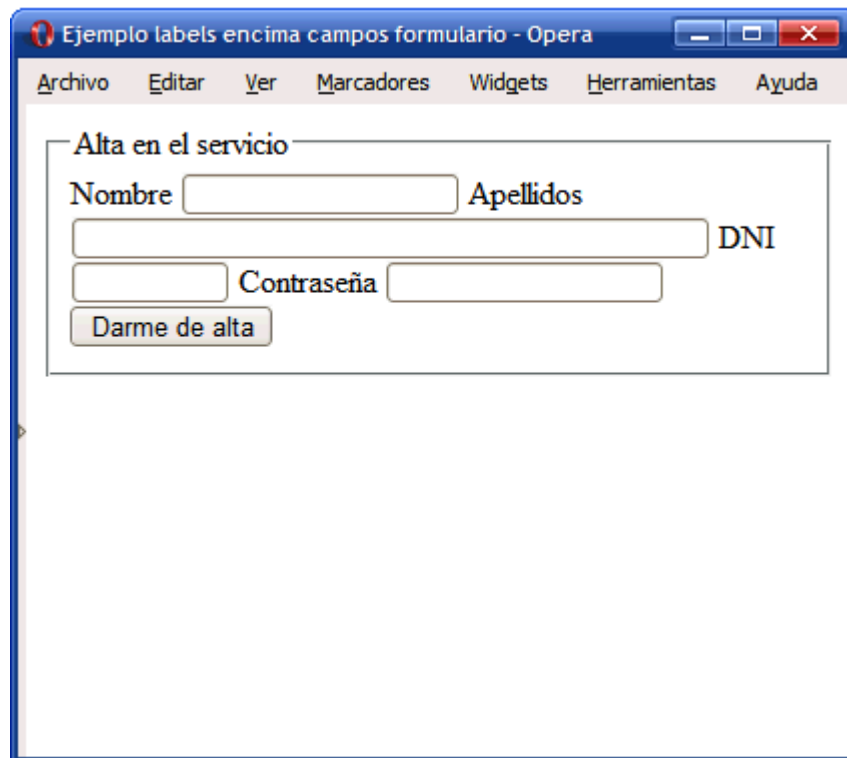 Ejemplo labels encima campos formulario - Opera
Archivo Editar Ver Marcadores Widgets Herramientas Ayuda
Alta en el servicio
Nombre Apellidos
DNI
Contraseña
Darme de alta